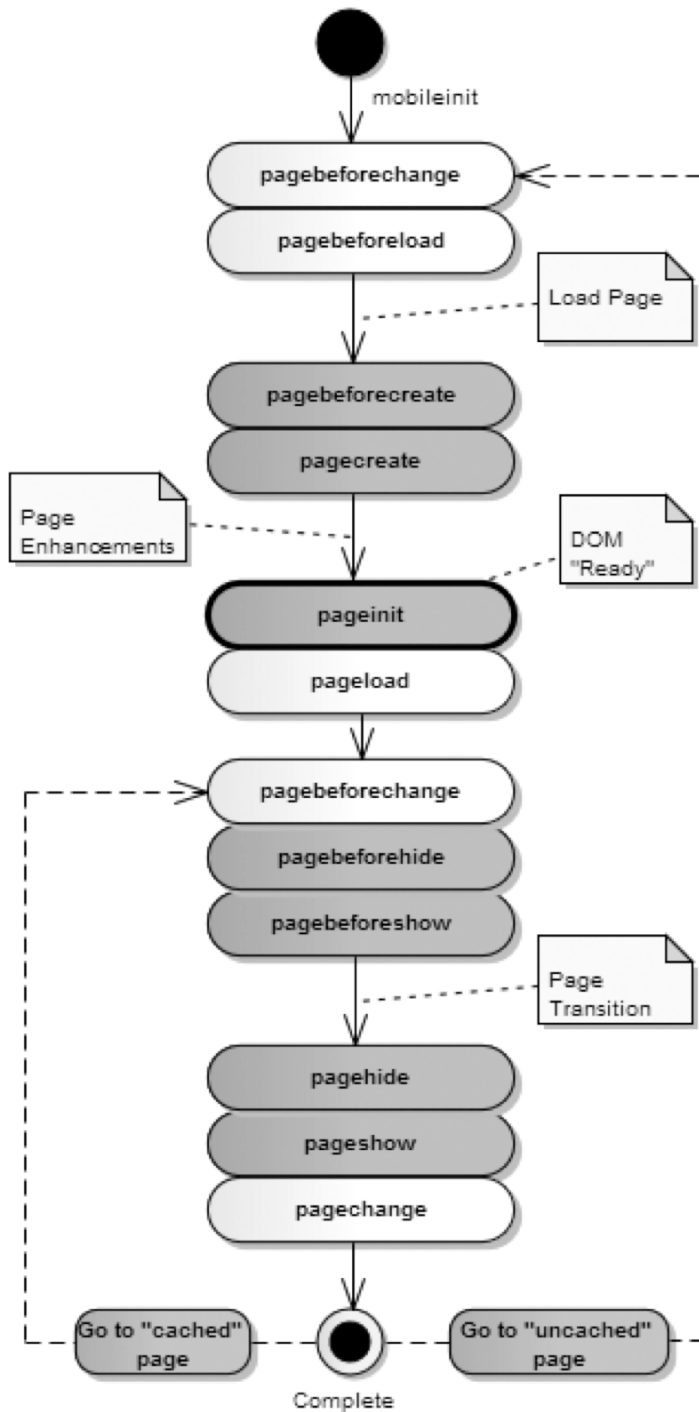 mobileinit
pagebeforechange
pagebeforeload
Load Page
pagebeforecreate
pagecreate
Page
Enhancements
DOM
"Ready"
pageinit
pageload
pagebeforechange
pagebeforehide
pagebeforeshow
Page
Transition
pagehide
pageshow
pagechange
Go to "cached"
page
Go to "uncached"
page
Complete